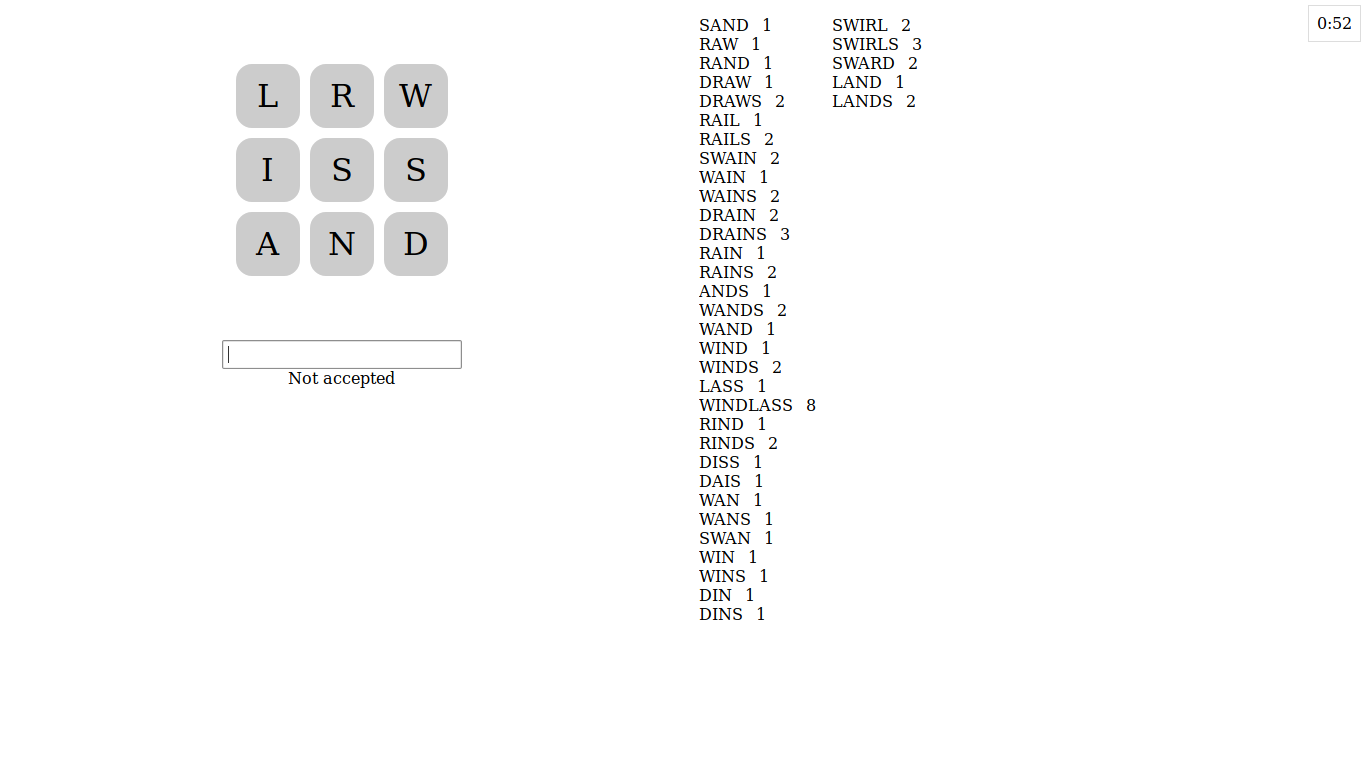 L R W
I S S
A N D
Not accepted
SAND 1
RAW 1
RAND 1
DRAW 1
DRAWS 2
RAIL 1
RAILS 2
SWAIN 2
WAIN 1
WAINS 2
DRAIN 2
DRAINS 3
RAIN 1
RAINS 2
ANDS 1
WANDS 2
WAND 1
WIND 1
WINDS 2
LASS 1
WINDLASS 8
RIND 1
RINDS 2
DISS 1
DAIS 1
WAN 1
WANS 1
SWAN 1
WIN 1
WINS 1
DIN 1
DINS 1
SWIRL 2
SWIRLS 3
SWARD 2
LAND 1
LANDS 2
0:52